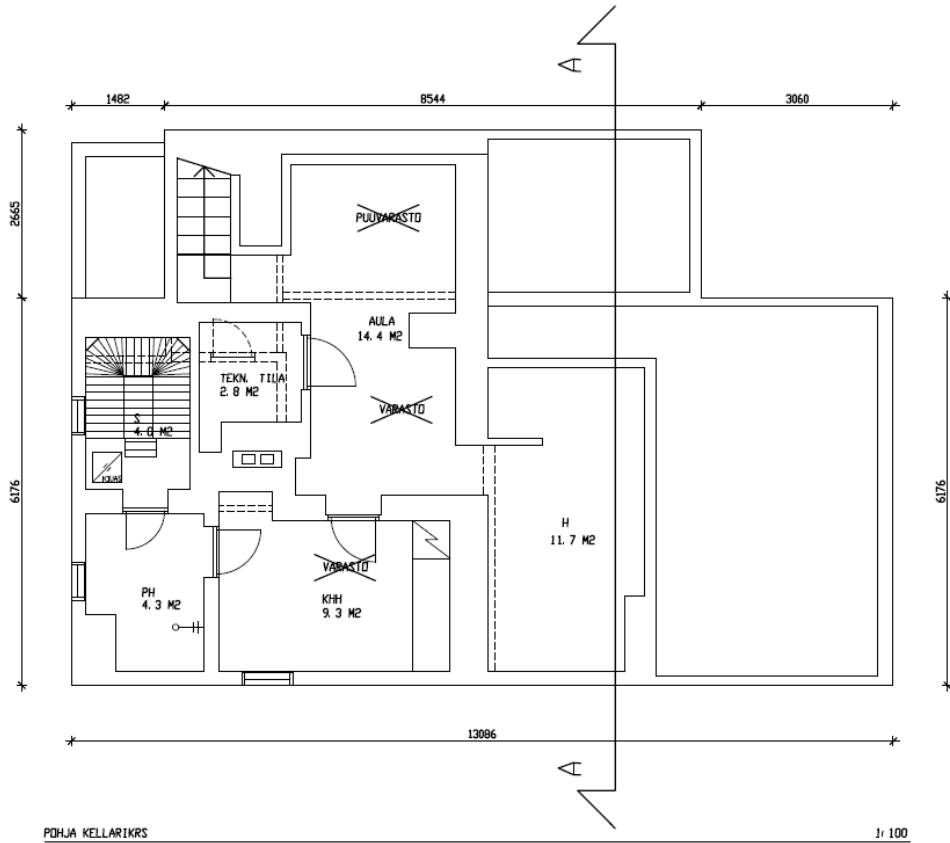 A
1482
8544
3060
2665
PUUVARASTO
AULA
14. 4 M2
TEKN. TILA
2. 8 M2
VARASTO
S
4. 0 M2
KIUAS
6176
6176
H
11. 7 M2
VARASTO
PH
4. 3 M2
KHH
9. 3 M2
13086
A
POHJA KELLARIKRS
1: 100